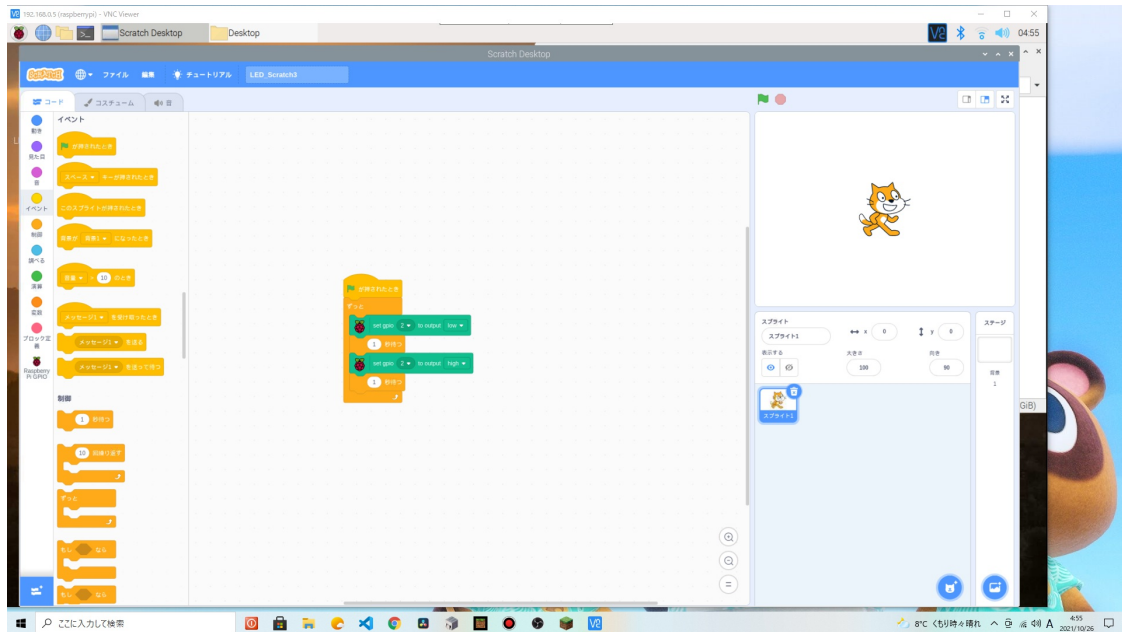 192.168.0.5 (raspberrypi) - VNC Viewer
Scratch Desktop
Desktop
04:55
Scratch Desktop
SCRATCH
ファイル
編集
チュートリアル
LED_Scratch3
コード
コスチューム
音
動き
見た目
音
イベント
制御
調べる
演算
変数
ブロック定義
Raspberry Pi GPIO
イベント
が押されたとき
スペース キーが押されたとき
このスプライトが押されたとき
背景が 背景1 になったとき
音量 > 10 のとき
メッセージ1 を受け取ったとき
メッセージ1 を送る
メッセージ1 を送って待つ
制御
1 秒待つ
10 回繰り返す
ずっと
もし なら
もし なら
が押されたとき
ずっと
set gpio 2 to output low
1 秒待つ
set gpio 2 to output high
1 秒待つ
スプライト
スプライト1
x 0
y 0
表示する
大きさ
100
向き
90
スプライト1
ステージ
背景
1
GiB)
ここに入力して検索
8°C くもり時々晴れ
A
4:55
2021/10/26